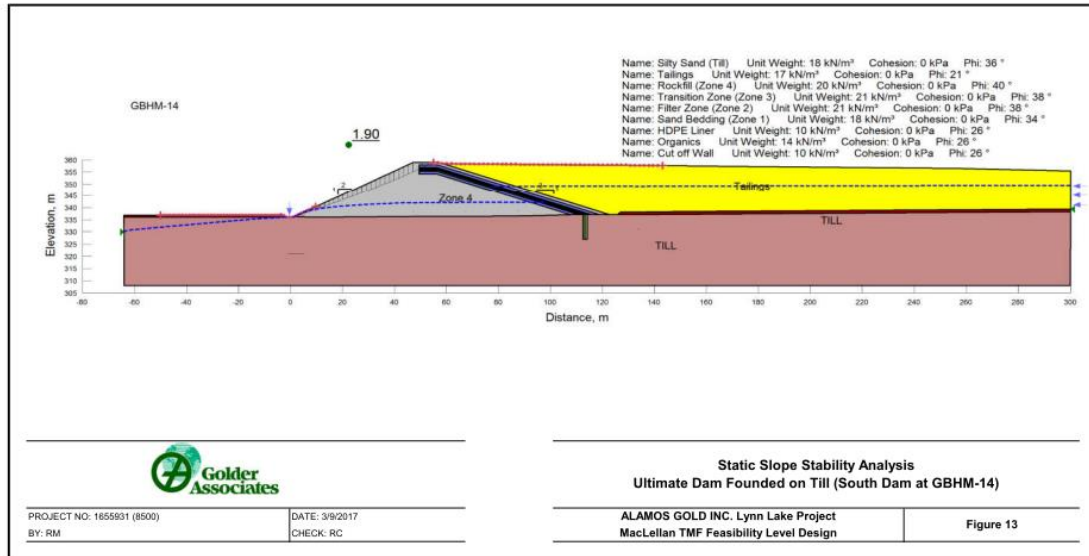 Name: Silty Sand (Till) Unit Weight: 18 kN/m³ Cohesion: 0 kPa Phi: 36 °
Name: Tailings Unit Weight: 17 kN/m³ Cohesion: 0 kPa Phi: 21 °
Name: Rockfill (Zone 4) Unit Weight: 20 kN/m³ Cohesion: 0 kPa Phi: 40 °
Name: Transition Zone (Zone 3) Unit Weight: 21 kN/m³ Cohesion: 0 kPa Phi: 38 °
Name: Filter Zone (Zone 2) Unit Weight: 21 kN/m³ Cohesion: 0 kPa Phi: 38 °
Name: Sand Bedding (Zone 1) Unit Weight: 18 kN/m³ Cohesion: 0 kPa Phi: 34 °
Name: HDPE Liner Unit Weight: 10 kN/m³ Cohesion: 0 kPa Phi: 26 °
Name: Organics Unit Weight: 14 kN/m³ Cohesion: 0 kPa Phi: 26 °
Name: Cut off Wall Unit Weight: 10 kN/m³ Cohesion: 0 kPa Phi: 26 °
GBHM-14
1.90
360
355
350
345
340
335
330
325
320
315
310
305
Elevation, m
2
Zone 4
Tailings
TILL
TILL
-80 -60 -40 -20 0 20 40 60 80 100 120 140 160 180 200 220 240 260 280 300
Distance, m
Golder
Associates
Static Slope Stability Analysis
Ultimate Dam Founded on Till (South Dam at GBHM-14)
PROJECT NO: 1655931 (8500) DATE: 3/9/2017
BY: RM CHECK: RC
ALAMOS GOLD INC. Lynn Lake Project
MacLellan TMF Feasibility Level Design
Figure 13